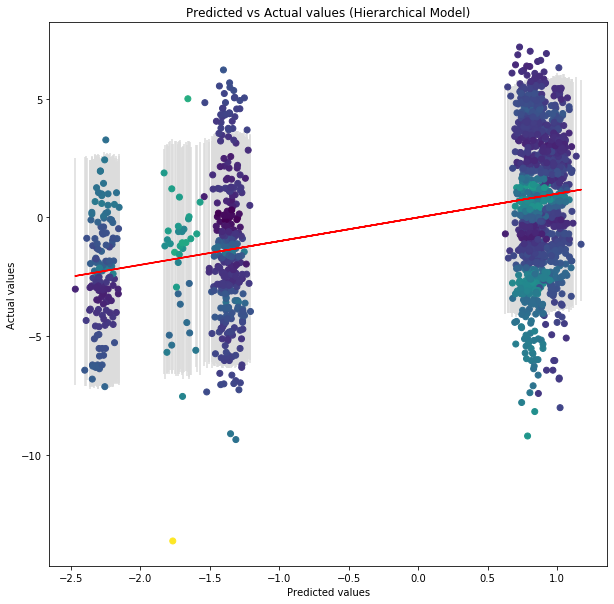 Predicted vs Actual values (Hierarchical Model)
5
0
−5
−10
Actual values
−2.5 −2.0 −1.5 −1.0 −0.5 0.0 0.5 1.0
Predicted values